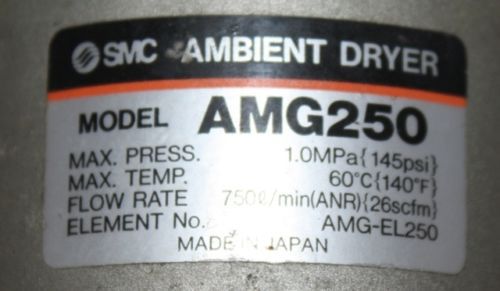 SMC AMBIENT DRYER
MODEL AMG250
MAX. PRESS. 1.0MPa{145psi}
MAX. TEMP. 60°C{140°F}
FLOW RATE 750ℓ/min(ANR){26scfm}
ELEMENT No. AMG-EL250
MADE IN JAPAN